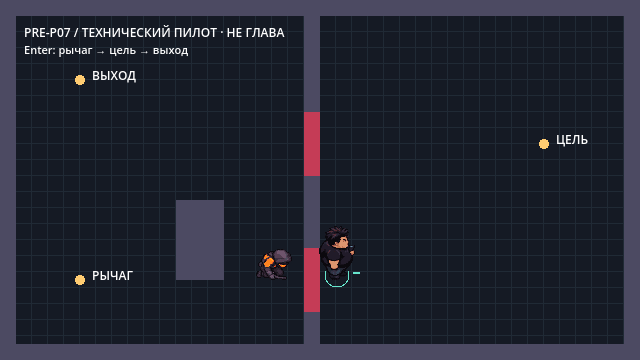 PRE-P07 / ТЕХНИЧЕСКИЙ ПИЛОТ · НЕ ГЛАВА
Enter: рычаг → цель → выход
ВЫХОД
ЦЕЛЬ
РЫЧАГ